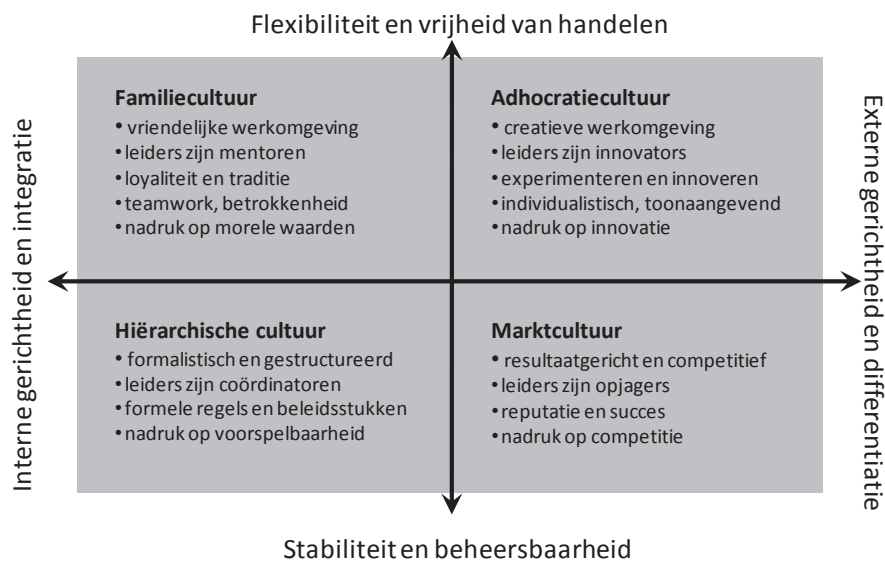 Flexibiliteit en vrijheid van handelen
Interne gerichtheid en integratie
Familiecultuur
• vriendelijke werkomgeving
• leiders zijn mentoren
• loyaliteit en traditie
• teamwork, betrokkenheid
• nadruk op morele waarden
Adhocratiecultuur
• creatieve werkomgeving
• leiders zijn innovators
• experimenteren en innoveren
• individualistisch, toonaangevend
• nadruk op innovatie
Externe gerichtheid en differentiatie
Hiërarchische cultuur
• formalistisch en gestructureerd
• leiders zijn coördinatoren
• formele regels en beleidsstukken
• nadruk op voorspelbaarheid
Marktcultuur
• resultaatgericht en competitief
• leiders zijn opjagers
• reputatie en succes
• nadruk op competitie
Stabiliteit en beheersbaarheid